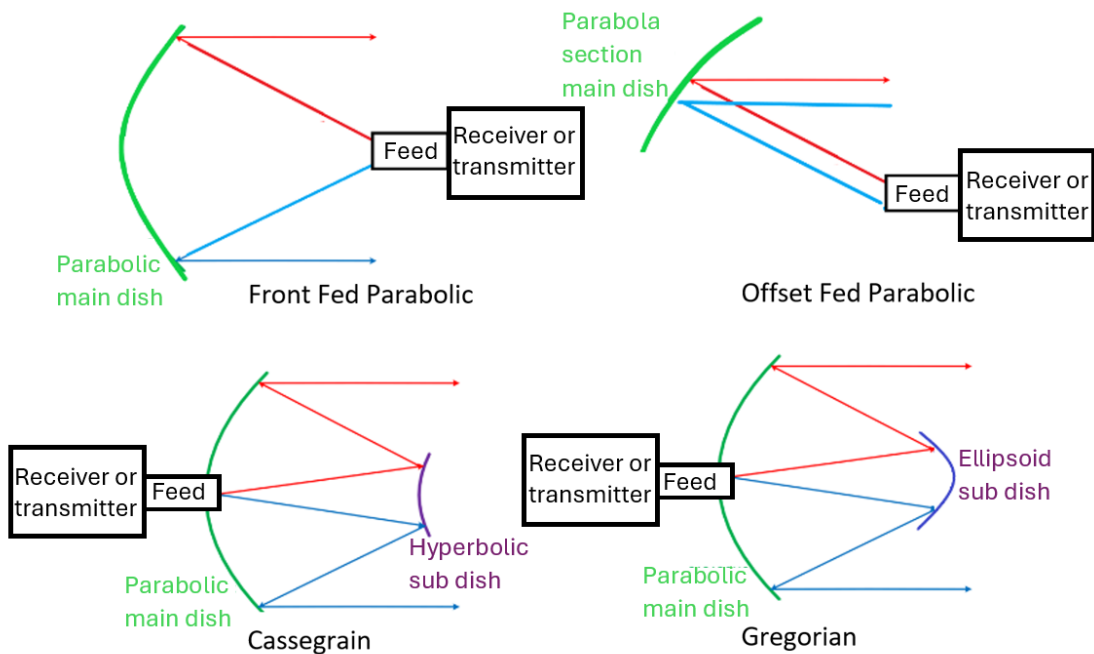 Parabola
section
main dish
Feed
Receiver or
transmitter
Feed
Receiver or
transmitter
Parabolic
main dish
Front Fed Parabolic
Offset Fed Parabolic
Receiver or
transmitter
Feed
Hyperbolic
sub dish
Parabolic
main dish
Cassegrain
Receiver or
transmitter
Feed
Ellipsoid
sub dish
Parabolic
main dish
Gregorian